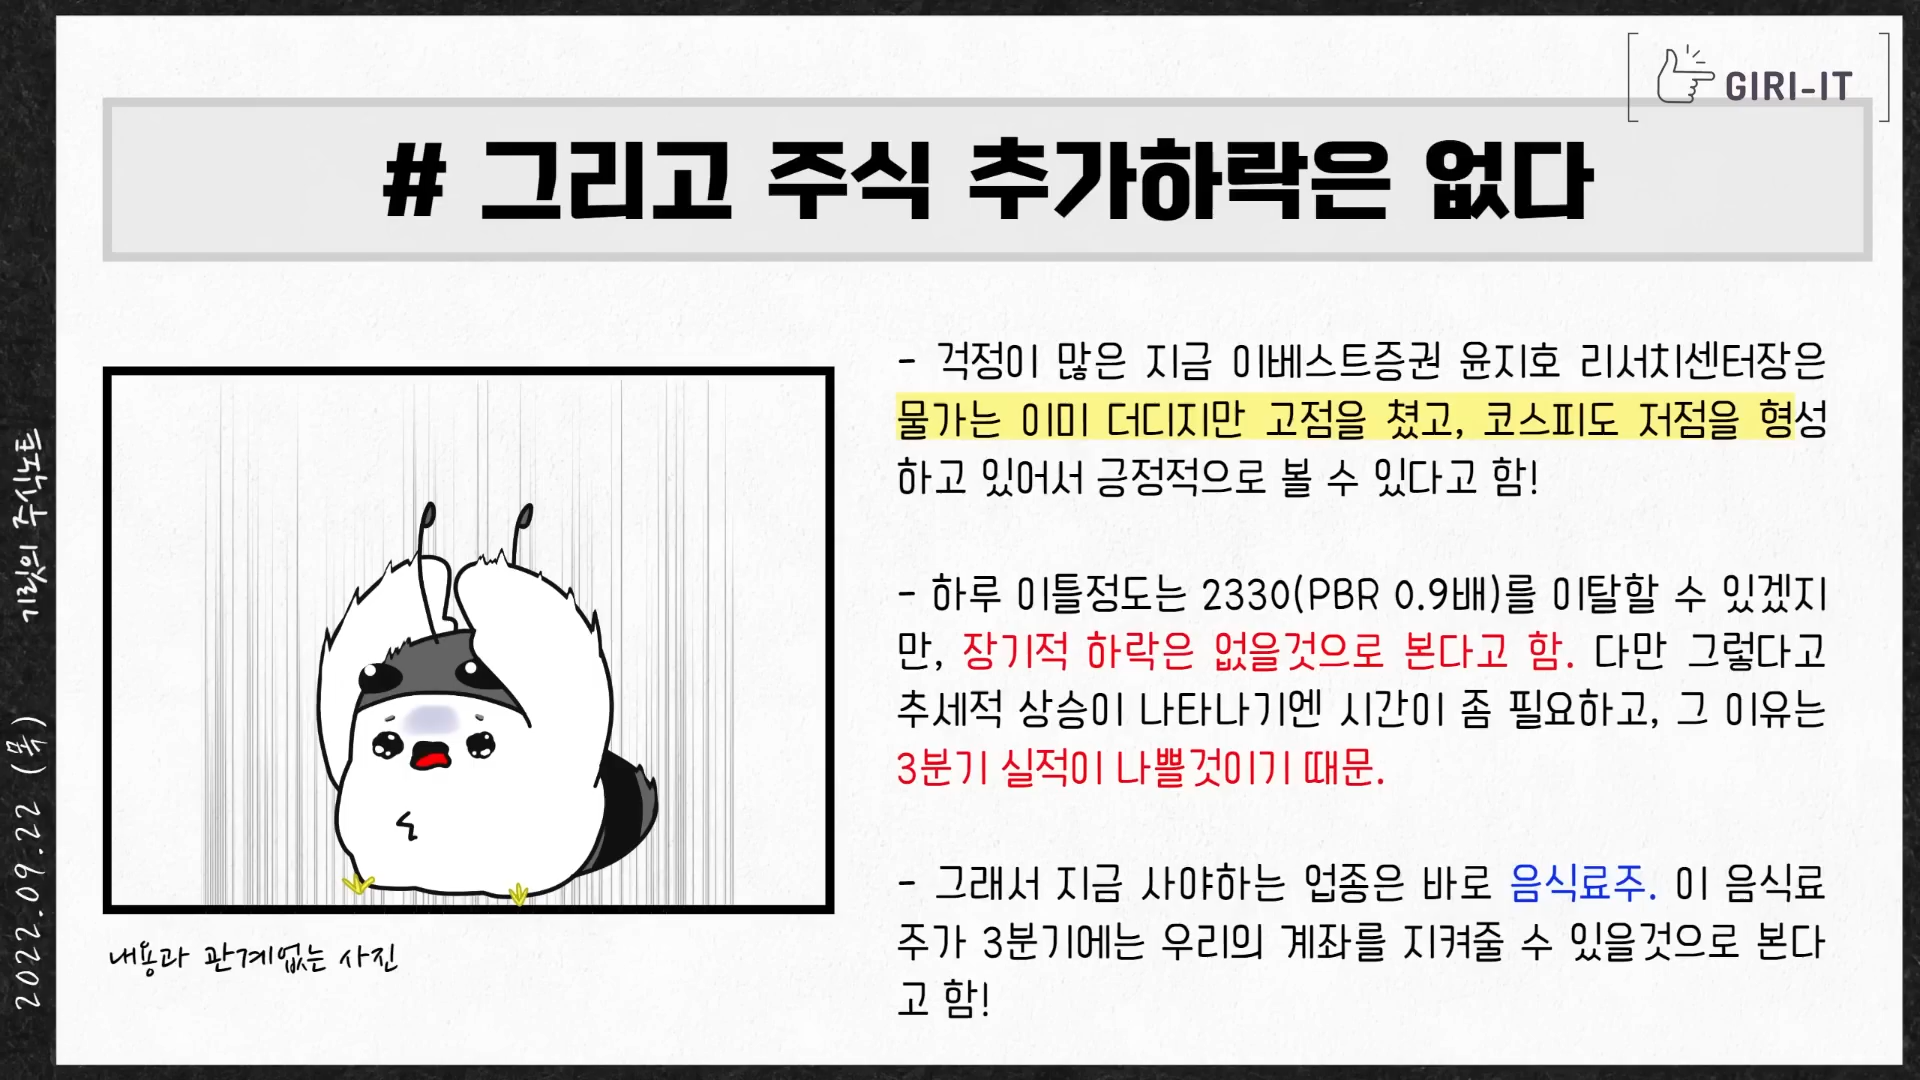 GIRI-IT
# 그리고 주식 추가하락은 없다
- 걱정이 많은 지금 이베스트증권 윤지호 리서치센터장은
물가는 이미 더디지만 고점을 쳤고, 코스피도 저점을 형성
하고 있어서 긍정적으로 볼 수 있다고 함!
- 하루 이틀정도는 2330(PBR 0.9배)를 이탈할 수 있겠지
만, 장기적 하락은 없을것으로 본다고 함. 다만 그렇다고
추세적 상승이 나타나기엔 시간이 좀 필요하고, 그 이유는
3분기 실적이 나쁠것이기 때문.
- 그래서 지금 사야하는 업종은 바로 음식료주. 이 음식료
주가 3분기에는 우리의 계좌를 지켜줄 수 있을것으로 본다
고 함!
내용과 관계없는 사진
2022.09.22 (목) 기릿의 주식노트